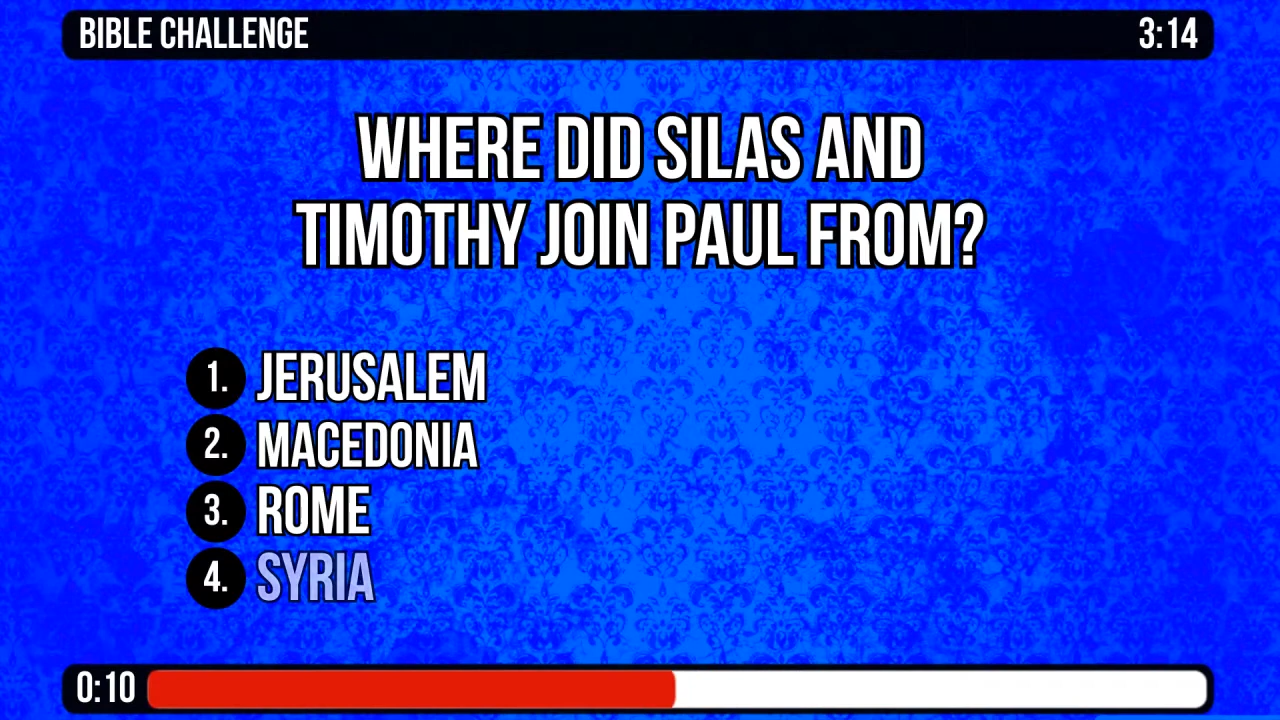 BIBLE CHALLENGE
3:14
WHERE DID SILAS AND
TIMOTHY JOIN PAUL FROM?
1. JERUSALEM
2. MACEDONIA
3. ROME
4. SYRIA
0:10